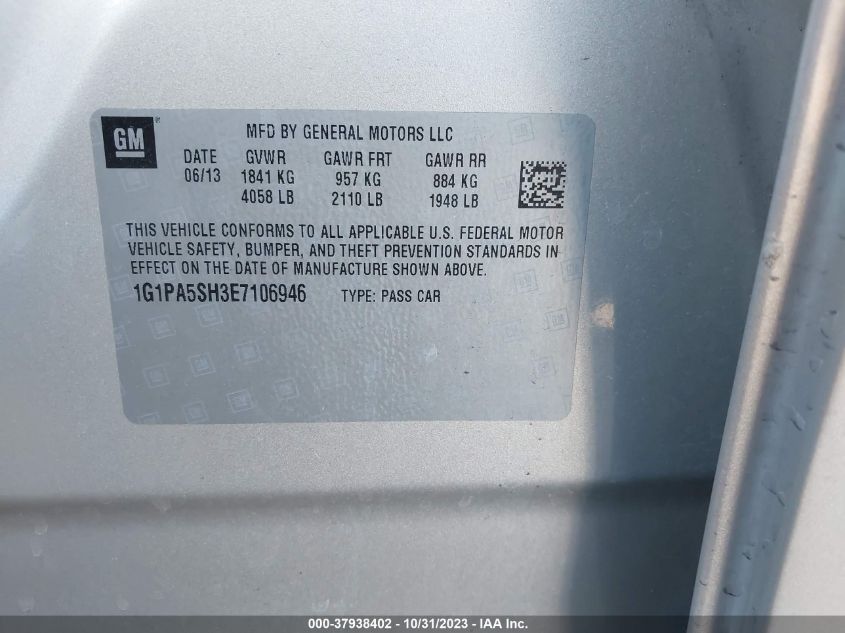 GM
MFD BY GENERAL MOTORS LLC
DATE GVWR GAWR FRT GAWR RR
06/13 1841 KG 957 KG 884 KG
4058 LB 2110 LB 1948 LB
THIS VEHICLE CONFORMS TO ALL APPLICABLE U.S. FEDERAL MOTOR
VEHICLE SAFETY, BUMPER, AND THEFT PREVENTION STANDARDS IN
EFFECT ON THE DATE OF MANUFACTURE SHOWN ABOVE.
1G1PA5SH3E7106946 TYPE: PASS CAR
000-37938402 - 10/31/2023 - IAA Inc.